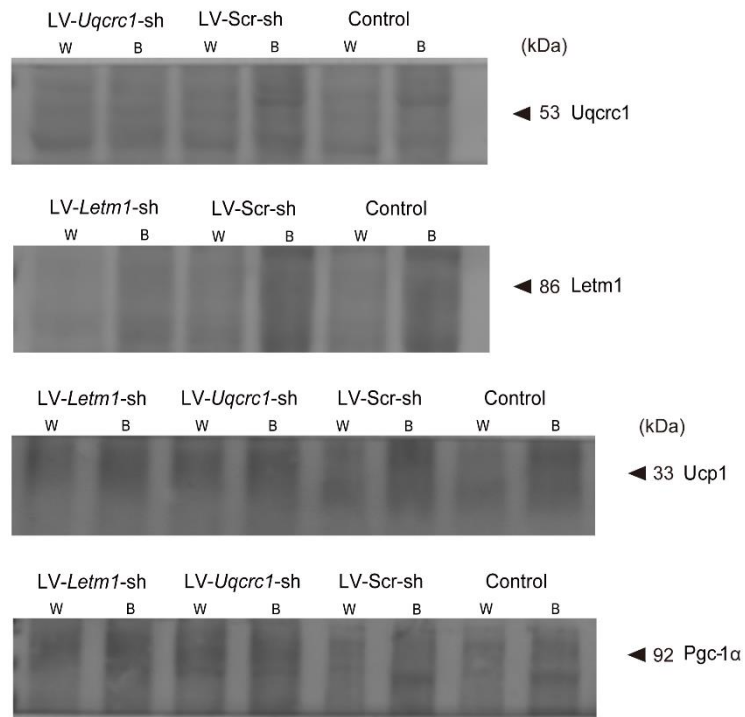 LV-Uqcrc1-sh LV-Scr-sh Control
W B W B W B (kDa)
53 Uqcrc1
LV-Letm1-sh LV-Scr-sh Control
W B W B W B
86 Letm1
LV-Letm1-sh LV-Uqcrc1-sh LV-Scr-sh Control
W B W B W B W B (kDa)
33 Ucp1
LV-Letm1-sh LV-Uqcrc1-sh LV-Scr-sh Control
W B W B W B W B
92 Pgc-1α